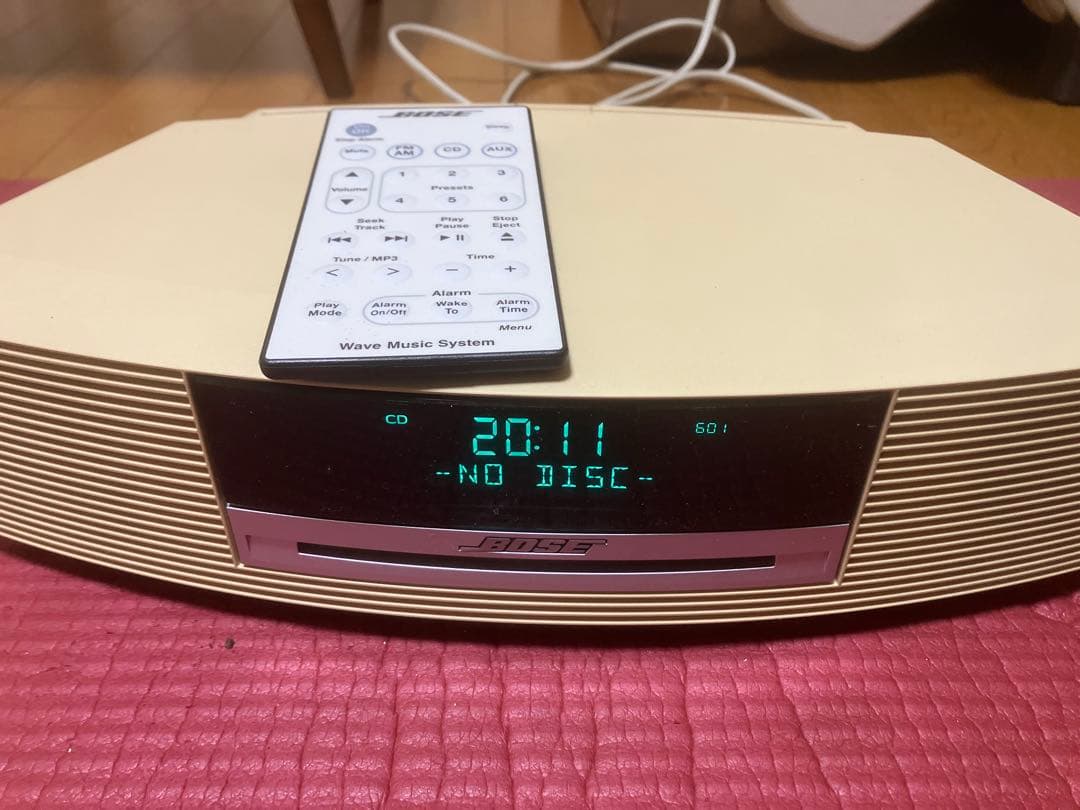 BOSE
On Off
Stop Alarm
Sleep
Mute FM AM CD AUX
Volume
1 2 3
Presets
4 5 6
Seek Track
Play Pause
Stop Eject
Tune / MP3
Time
< >
− +
Alarm
Play Mode
Alarm On/Off
Wake To
Alarm Time
Menu
Wave Music System
CD 20:11 601
-NO DISC-
BOSE